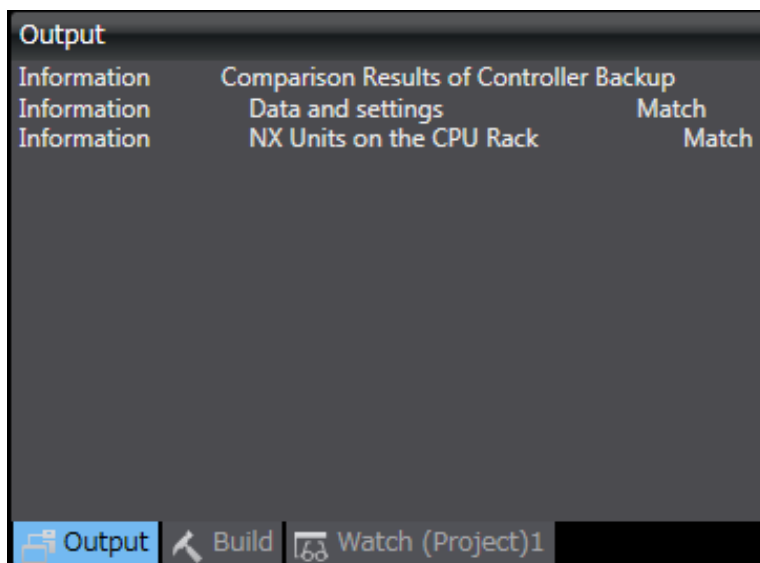 Output
Information Comparison Results of Controller Backup
Information Data and settings Match
Information NX Units on the CPU Rack Match
Output Build Watch (Project)1